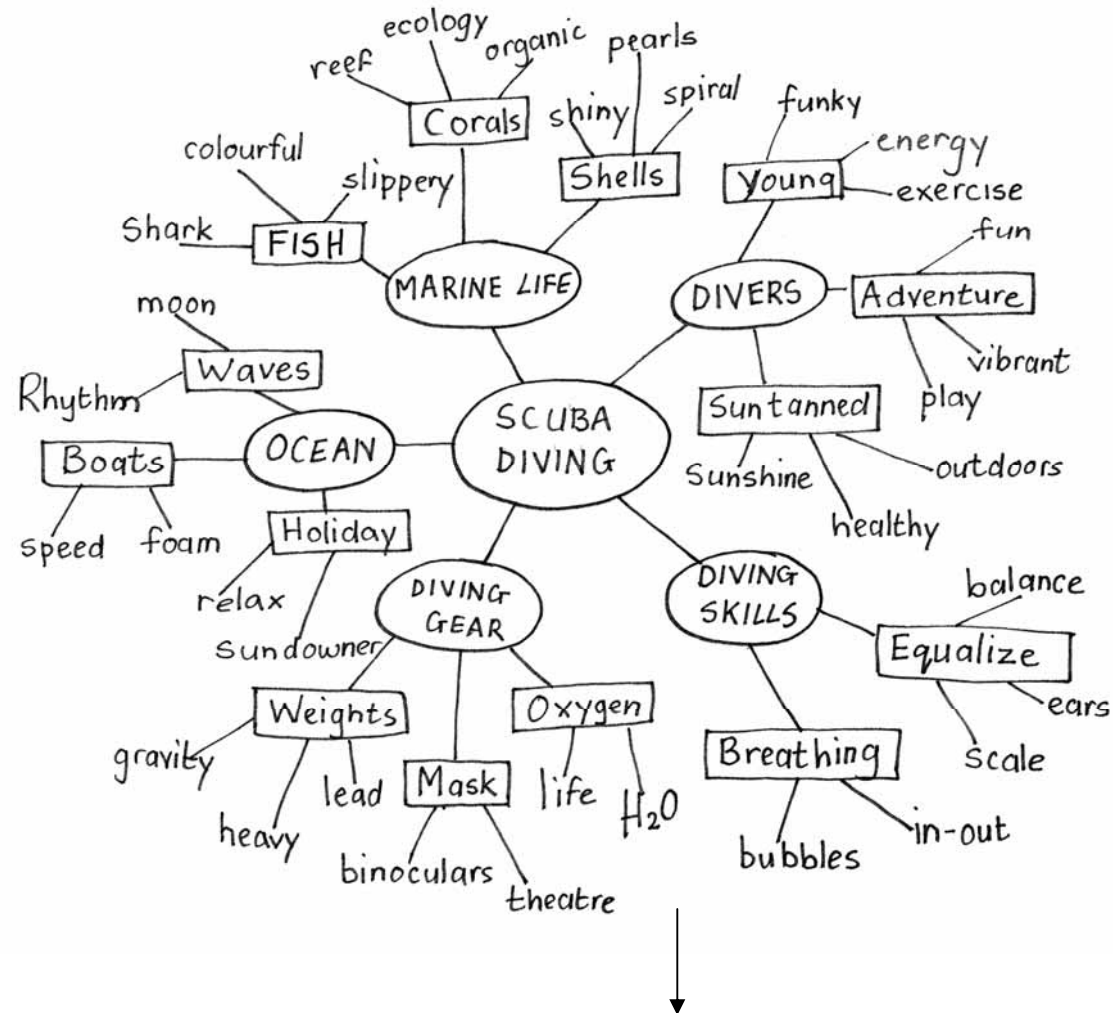 ecology
organic
pearls
reef
Corals
shiny
spiral
funky
colourful
slippery
Shells
energy
Young
exercise
Shark
FISH
fun
MARINE LIFE
DIVERS
Adventure
moon
Waves
vibrant
Rhythm
play
SCUBA
DIVING
Suntanned
OCEAN
Boats
Sunshine
outdoors
speed
foam
Holiday
healthy
relax
DIVING
GEAR
DIVING
SKILLS
balance
sundowner
Equalize
Weights
Oxygen
ears
gravity
lead
Mask
life
H₂O
Breathing
scale
heavy
in-out
binoculars
bubbles
theatre